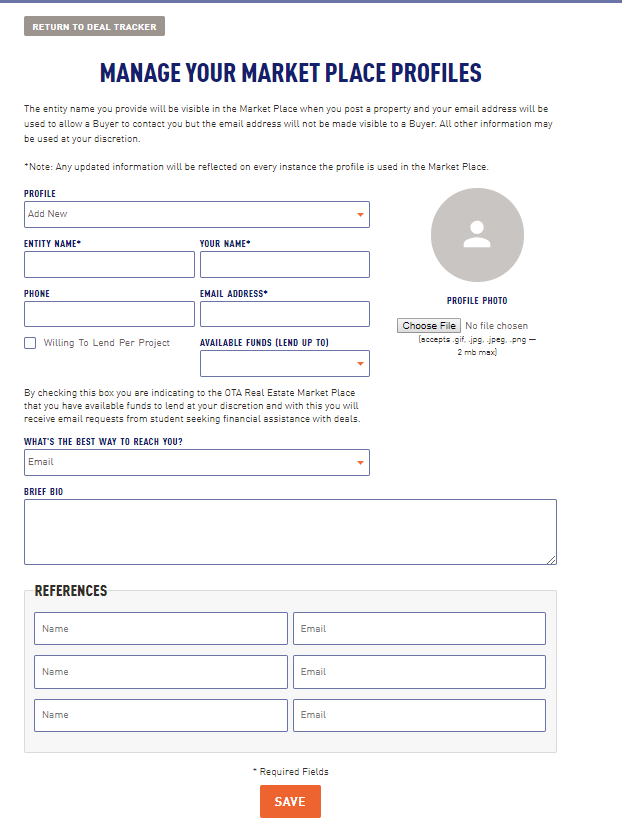 RETURN TO DEAL TRACKER
MANAGE YOUR MARKET PLACE PROFILES
The entity name you provide will be visible in the Market Place when you post a property and your email address will be
used to allow a Buyer to contact you but the email address will not be made visible to a Buyer. All other information may
be used at your discretion.
*Note: Any updated information will be reflected on every instance the profile is used in the Market Place.
PROFILE
Add New
ENTITY NAME*
YOUR NAME*
PHONE
EMAIL ADDRESS*
PROFILE PHOTO
Choose File No file chosen
(accepts .gif, .jpg, .jpeg, .png —
2 mb max)
Willing To Lend Per Project
AVAILABLE FUNDS (LEND UP TO)
By checking this box you are indicating to the OTA Real Estate Market Place
that you have available funds to lend at your discretion and with this you will
receive email requests from student seeking financial assistance with deals.
WHAT'S THE BEST WAY TO REACH YOU?
Email
BRIEF BIO
REFERENCES
Name Email
Name Email
Name Email
* Required Fields
SAVE